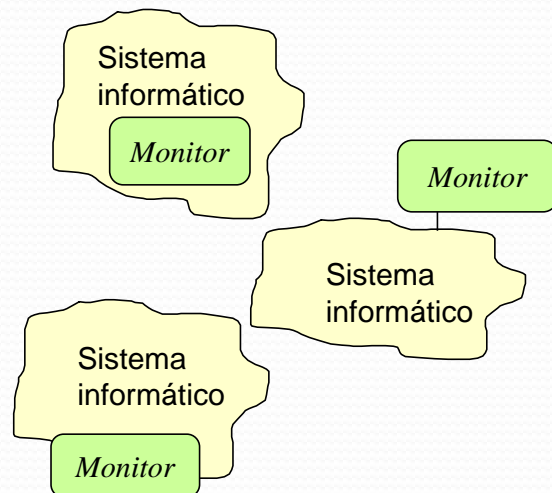 Sistema
informático
Monitor
Monitor
Sistema
informático
Sistema
informático
Monitor